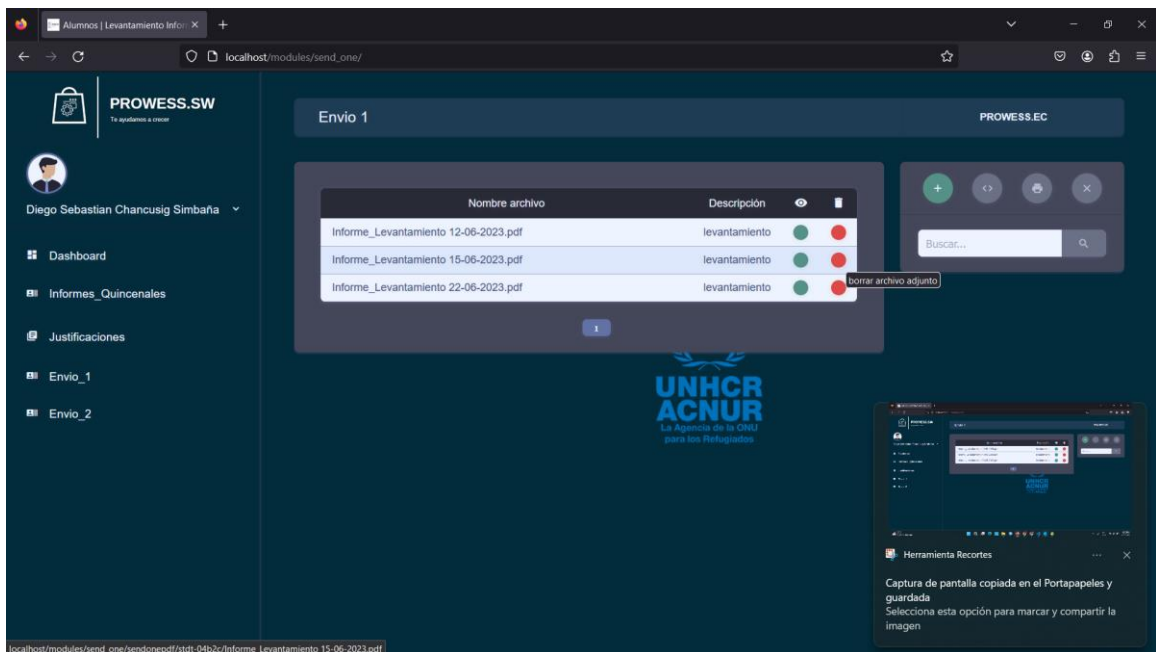 Alumnos | Levantamiento Infor
localhost/modules/send_one/
PROWESS.SW
Te ayudamos a crecer
Diego Sebastian Chancusig Simbaña
Dashboard
Informes_Quincenales
Justificaciones
Envio_1
Envio_2
Envio 1
PROWESS.EC
Nombre archivo Descripción
Informe_Levantamiento 12-06-2023.pdf levantamiento
Informe_Levantamiento 15-06-2023.pdf levantamiento
Informe_Levantamiento 22-06-2023.pdf levantamiento
1
Buscar...
borrar archivo adjunto
UNHCR
ACNUR
La Agencia de la ONU
para los Refugiados
Herramienta Recortes
Captura de pantalla copiada en el Portapapeles y
guardada
Selecciona esta opción para marcar y compartir la
imagen
localhost/modules/send_one/sendonepdf/stdt-04b2c/Informe_Levantamiento 15-06-2023.pdf